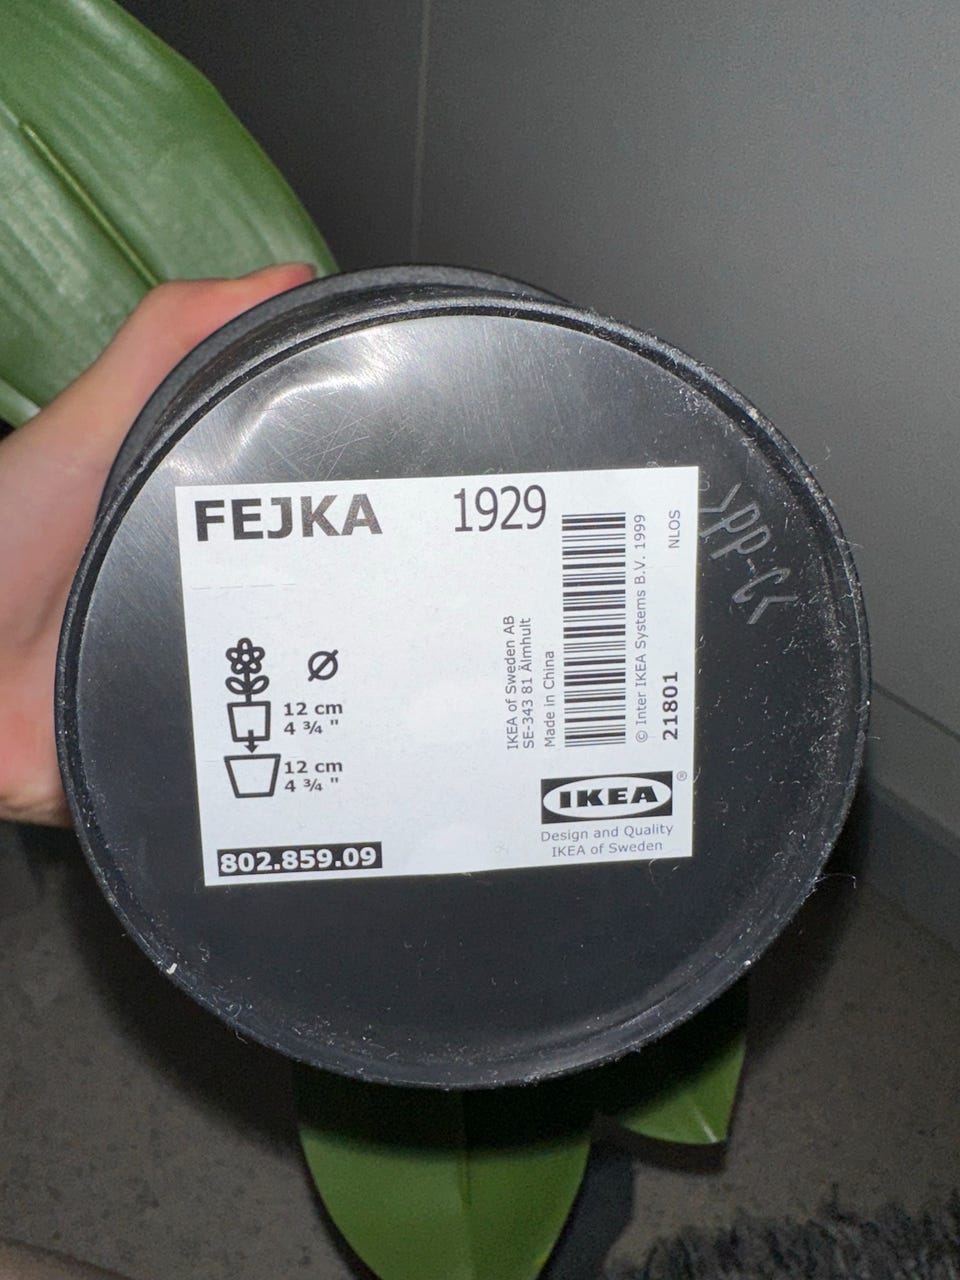 FEJKA 1929
Ø
12 cm
4 ¾ "
12 cm
4 ¾ "
802.859.09
IKEA of Sweden AB
SE-343 81 Älmhult
Made in China
© Inter IKEA Systems B.V. 1999
21801
NLOS
IKEA®
Design and Quality
IKEA of Sweden